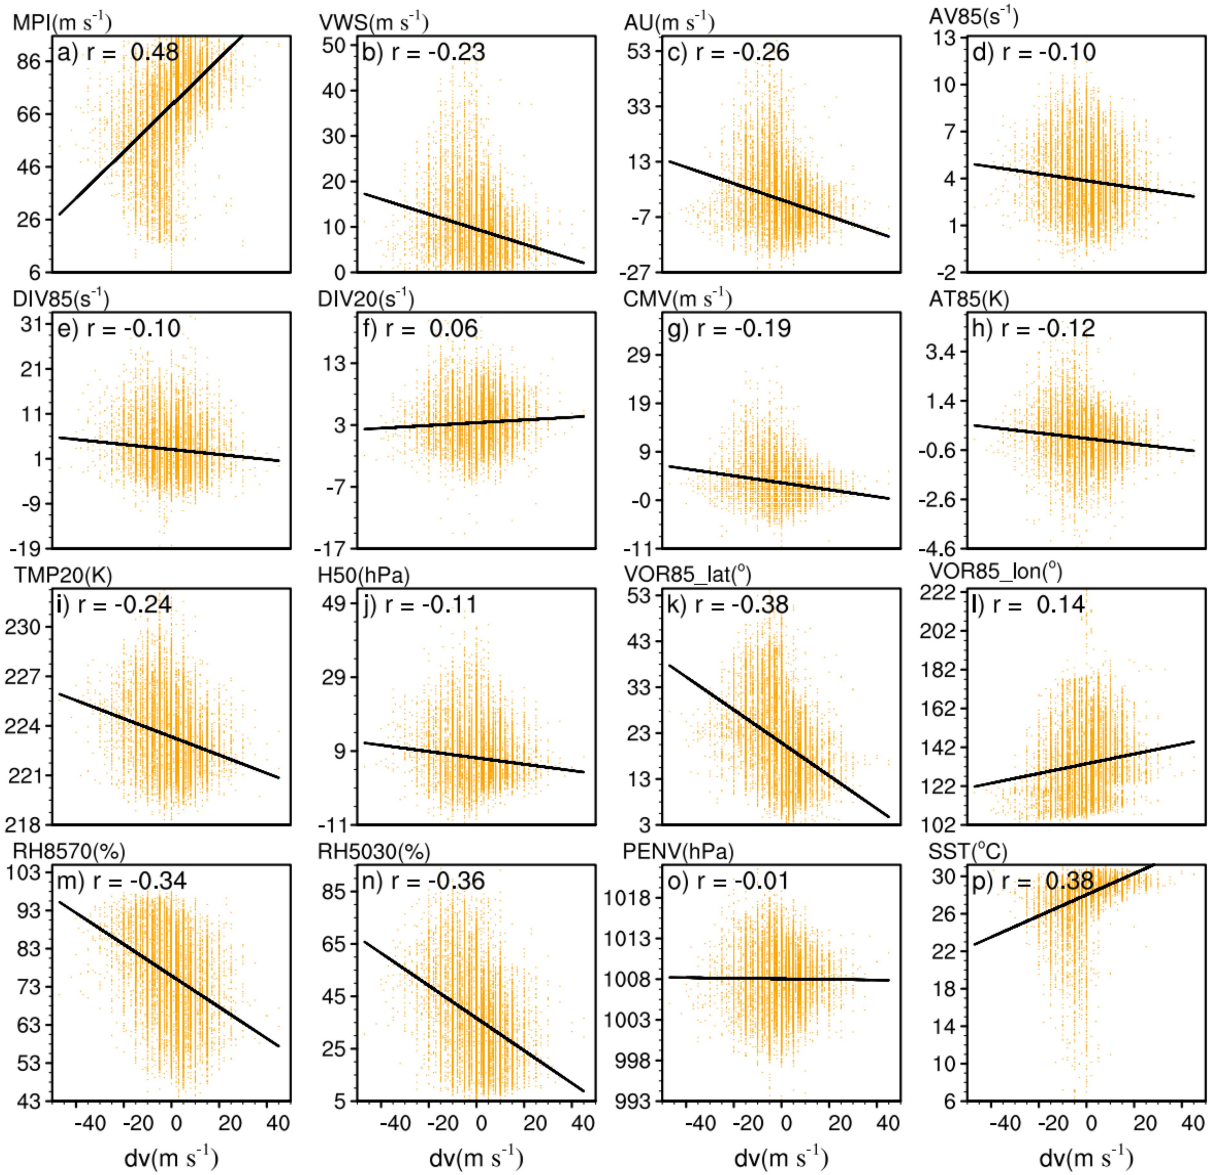 MPI(m s⁻¹) VWS(m s⁻¹) AU(m s⁻¹) AV85(s⁻¹)
a) r = 0.48 b) r = -0.23 c) r = -0.26 d) r = -0.10
86 66 46 26 6
50 40 30 20 10 0
53 33 13 -7 -27
13 10 7 4 1 -2
DIV85(s⁻¹) DIV20(s⁻¹) CMV(m s⁻¹) AT85(K)
e) r = -0.10 f) r = 0.06 g) r = -0.19 h) r = -0.12
31 21 11 1 -9 -19
13 3 -7 -17
29 19 9 -0 -11
3.4 1.4 -0.6 -2.6 -4.6
TMP20(K) H50(hPa) VOR85_lat(°) VOR85_lon(°)
i) r = -0.24 j) r = -0.11 k) r = -0.38 l) r = 0.14
230 227 224 221 218
49 29 9 -11
53 43 33 23 13 3
222 202 182 162 142 122 102
RH8570(%) RH5030(%) PENV(hPa) SST(°C)
m) r = -0.34 n) r = -0.36 o) r = -0.01 p) r = 0.38
103 93 83 73 63 53 43
85 65 45 25 5
1018 1013 1008 1003 998 993
30 26 22 18 14 10 6
-40 -20 0 20 40 -40 -20 0 20 40 -40 -20 0 20 40 -40 -20 0 20 40
dv(m s⁻¹) dv(m s⁻¹) dv(m s⁻¹) dv(m s⁻¹)